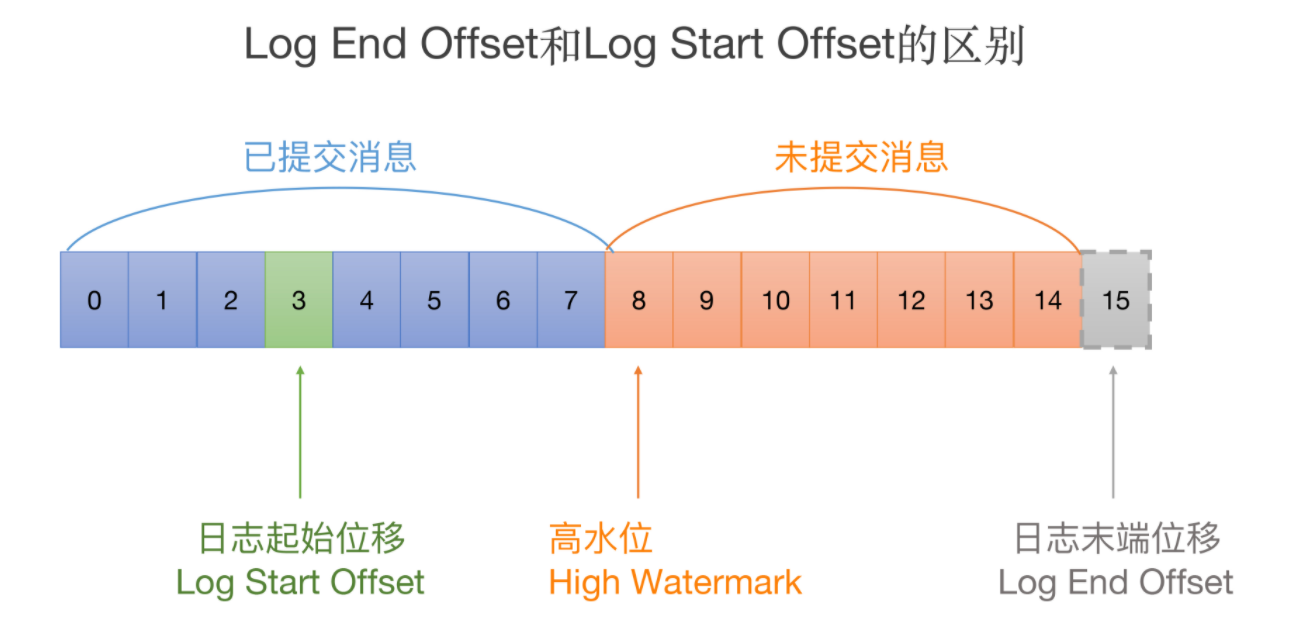 Log End Offset和Log Start Offset的区别
已提交消息
未提交消息
0 1 2 3 4 5 6 7 8 9 10 11 12 13 14 15
日志起始位移
Log Start Offset
高水位
High Watermark
日志末端位移
Log End Offset